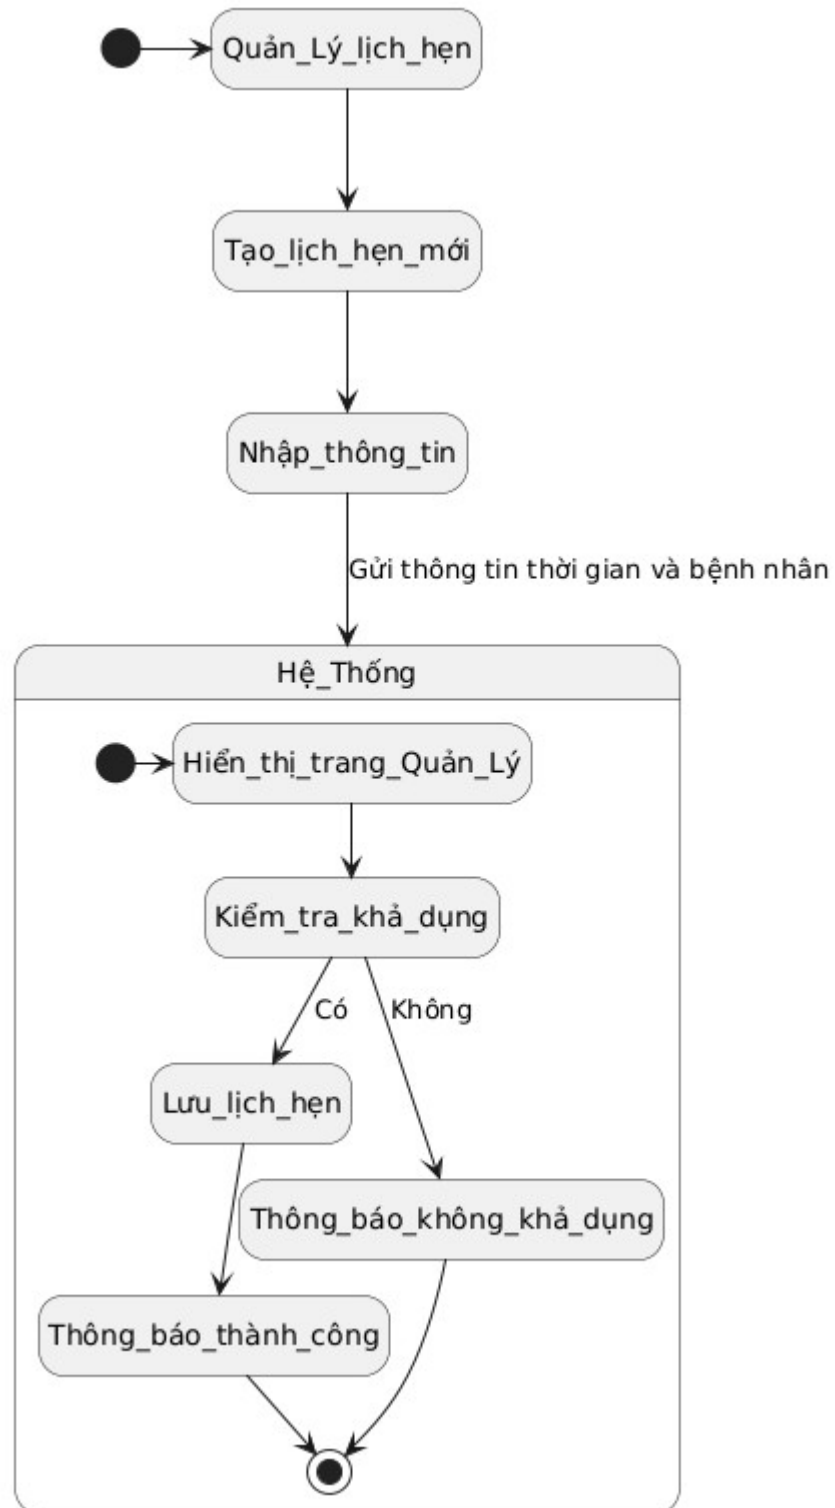 Quản_Lý_lịch_hẹn
Tạo_lịch_hẹn_mới
Nhập_thông_tin
Gửi thông tin thời gian và bệnh nhân
Hệ_Thống
Hiển_thị_trang_Quản_Lý
Kiểm_tra_khả_dụng
Có
Không
Lưu_lịch_hẹn
Thông_báo_không_khả_dụng
Thông_báo_thành_công